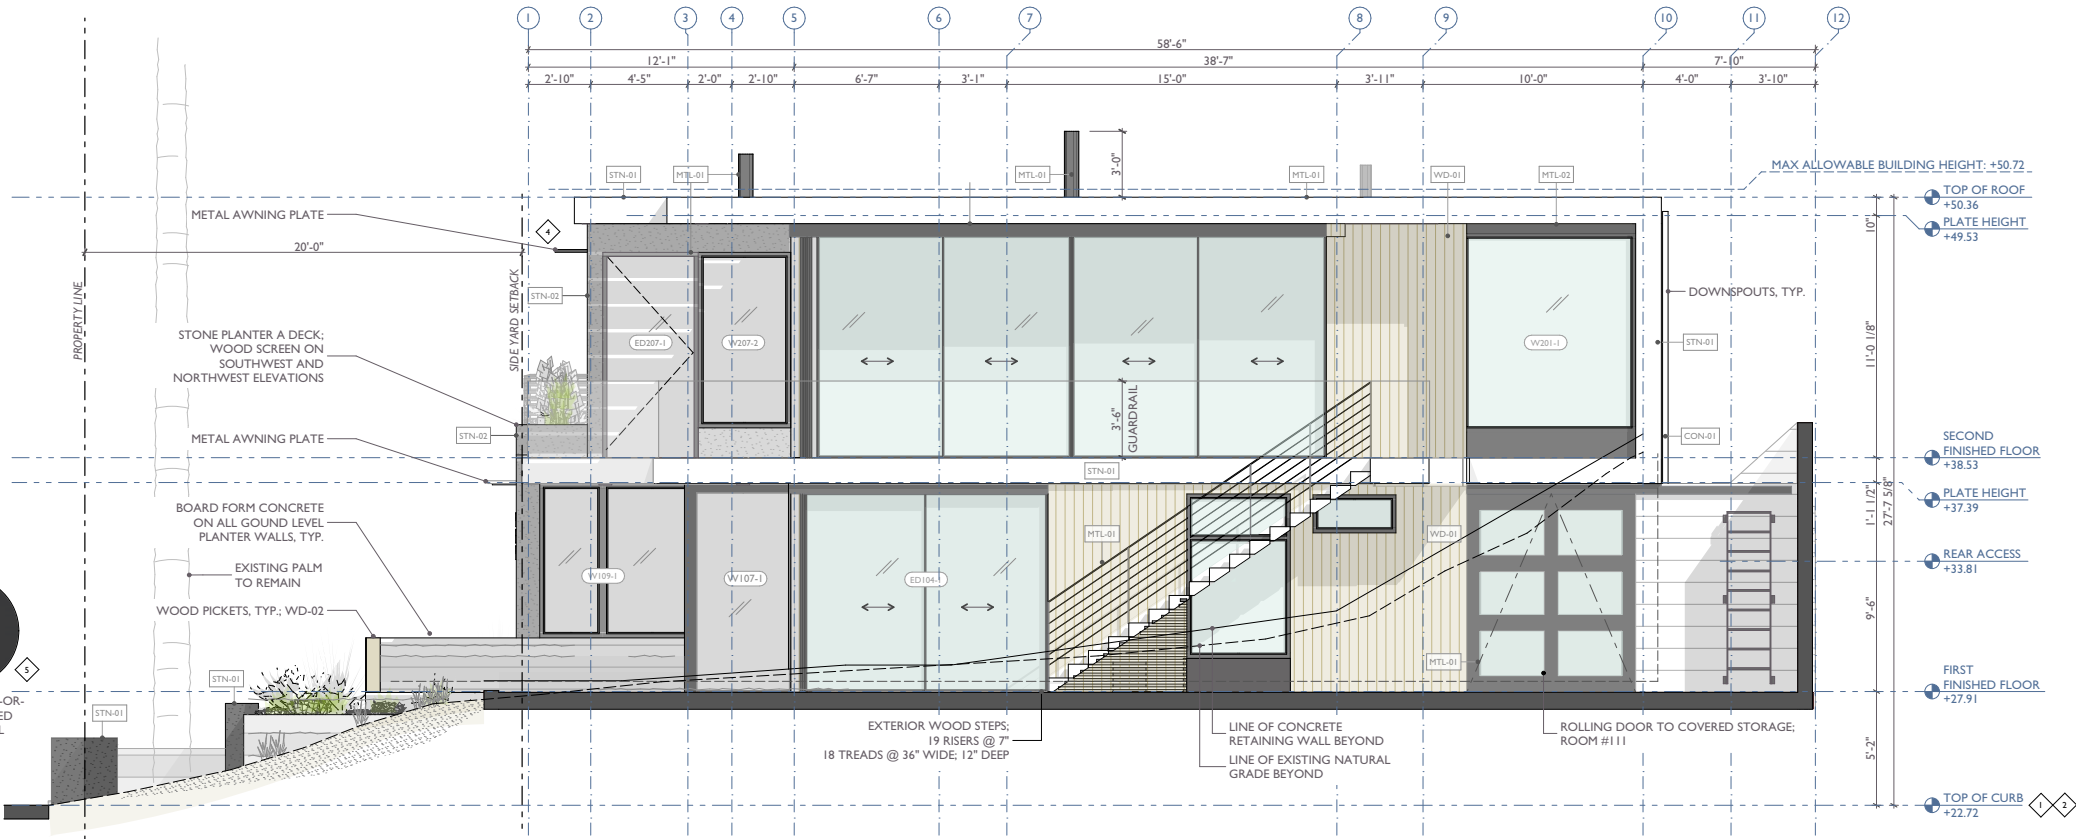 1 2 3 4 5 6 7 8 9 10 11 12
58'-6"
12'-1" 38'-7" 7'-10"
2'-10" 4'-5" 2'-0" 2'-10" 6'-7" 3'-1" 15'-0" 3'-11" 10'-0" 4'-0" 3'-10"
3'-0"
MAX ALLOWABLE BUILDING HEIGHT: +50.72
STN-01 MTL-01 MTL-01 MTL-01 WD-01 MTL-02
TOP OF ROOF
+50.36
PLATE HEIGHT
+49.53
10"
METAL AWNING PLATE
4
20'-0"
PROPERTY LINE
SIDE YARD SETBACK
STN-02
DOWNSPOUTS, TYP.
STONE PLANTER A DECK;
WOOD SCREEN ON
SOUTHWEST AND
NORTHWEST ELEVATIONS
ED207-1 W207-2 W201-1
STN-01
11'-0 1/8"
3'-6"
GUARDRAIL
METAL AWNING PLATE
STN-02
CON-01
STN-01
SECOND
FINISHED FLOOR
+38.53
PLATE HEIGHT
+37.39
1'-1 1/2"
27'-7 5/8"
BOARD FORM CONCRETE
ON ALL GOUND LEVEL
PLANTER WALLS, TYP.
MTL-01
WD-01
REAR ACCESS
+33.81
EXISTING PALM
TO REMAIN
W109-1 W107-1 ED104-1
WOOD PICKETS, TYP.; WD-02
9'-6"
MTL-01
5
STN-01
STN-01
-OR-
ED
L
FIRST
FINISHED FLOOR
+27.91
EXTERIOR WOOD STEPS;
19 RISERS @ 7"
18 TREADS @ 36" WIDE; 12" DEEP
LINE OF CONCRETE
RETAINING WALL BEYOND
LINE OF EXISTING NATURAL
GRADE BEYOND
ROLLING DOOR TO COVERED STORAGE;
ROOM #111
5'-2"
TOP OF CURB
+22.72
1 2